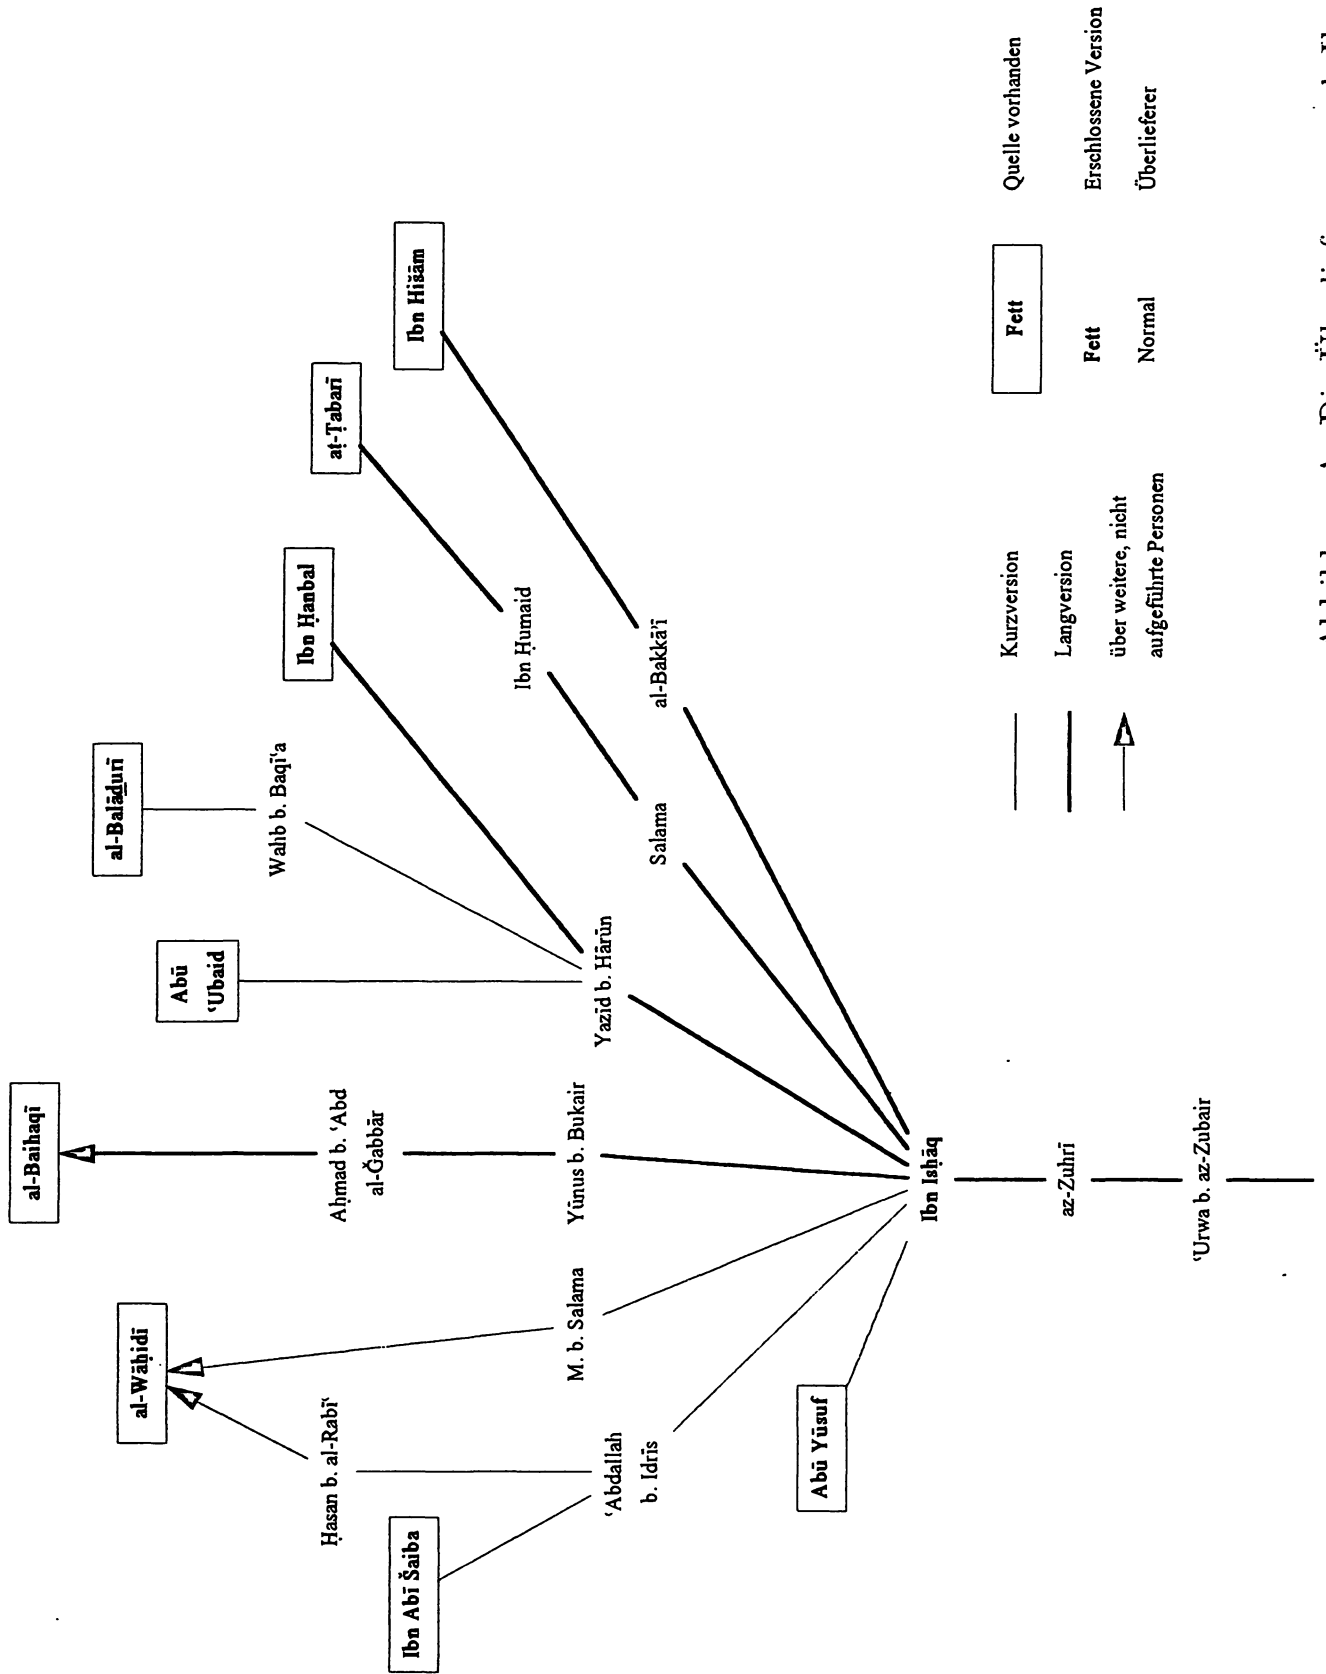 al-Baihaqī
al-Balāḏurī
al-Wāḥidī
Abū
ʿUbaid
Wahb b. Baqīʿa
Ibn Ḥanbal
aṭ-Ṭabarī
Ibn Hišām
Ḥasan b. al-Rabīʿ
Aḥmad b. ʿAbd
al-Ǧabbār
Ibn Abī Šaiba
Ibn Ḥumaid
M. b. Salama
Yūnus b. Bukair
Yazīd b. Hārūn
ʿAbdallah
b. Idrīs
Salama
al-Bakkāʾī
Abū Yūsuf
Ibn Isḥāq
az-Zuhrī
ʿUrwa b. az-Zubair
Kurzversion
Langversion
über weitere, nicht
aufgeführte Personen
Fett
Quelle vorhanden
Fett
Erschlossene Version
Normal
Überlieferer